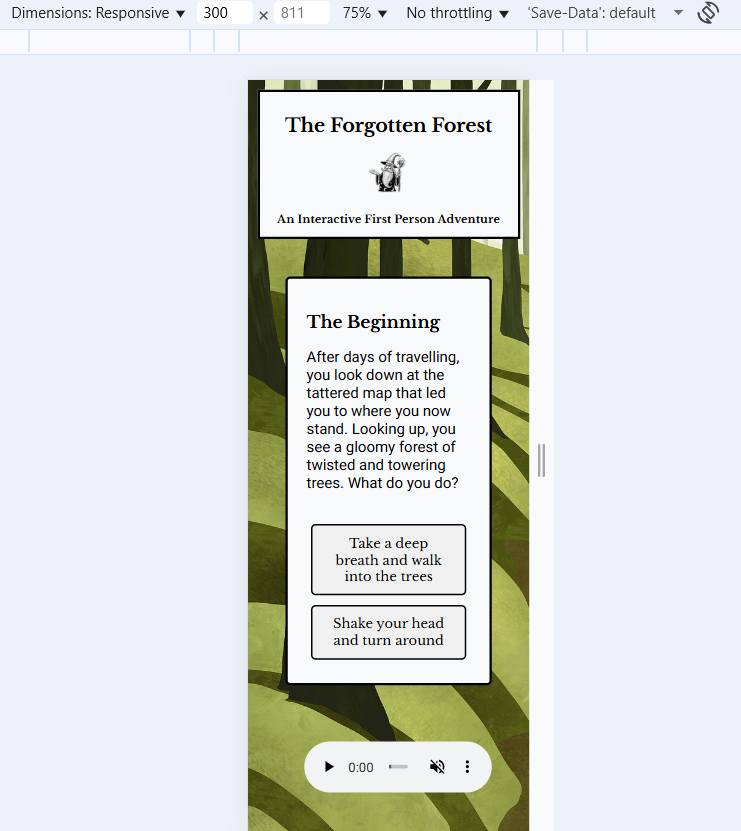 Dimensions: Responsive ▼ 300 × 811 75% ▼ No throttling ▼ 'Save-Data': default
The Forgotten Forest
An Interactive First Person Adventure
The Beginning
After days of travelling,
you look down at the
tattered map that led
you to where you now
stand. Looking up, you
see a gloomy forest of
twisted and towering
trees. What do you do?
Take a deep
breath and walk
into the trees
Shake your head
and turn around
0:00